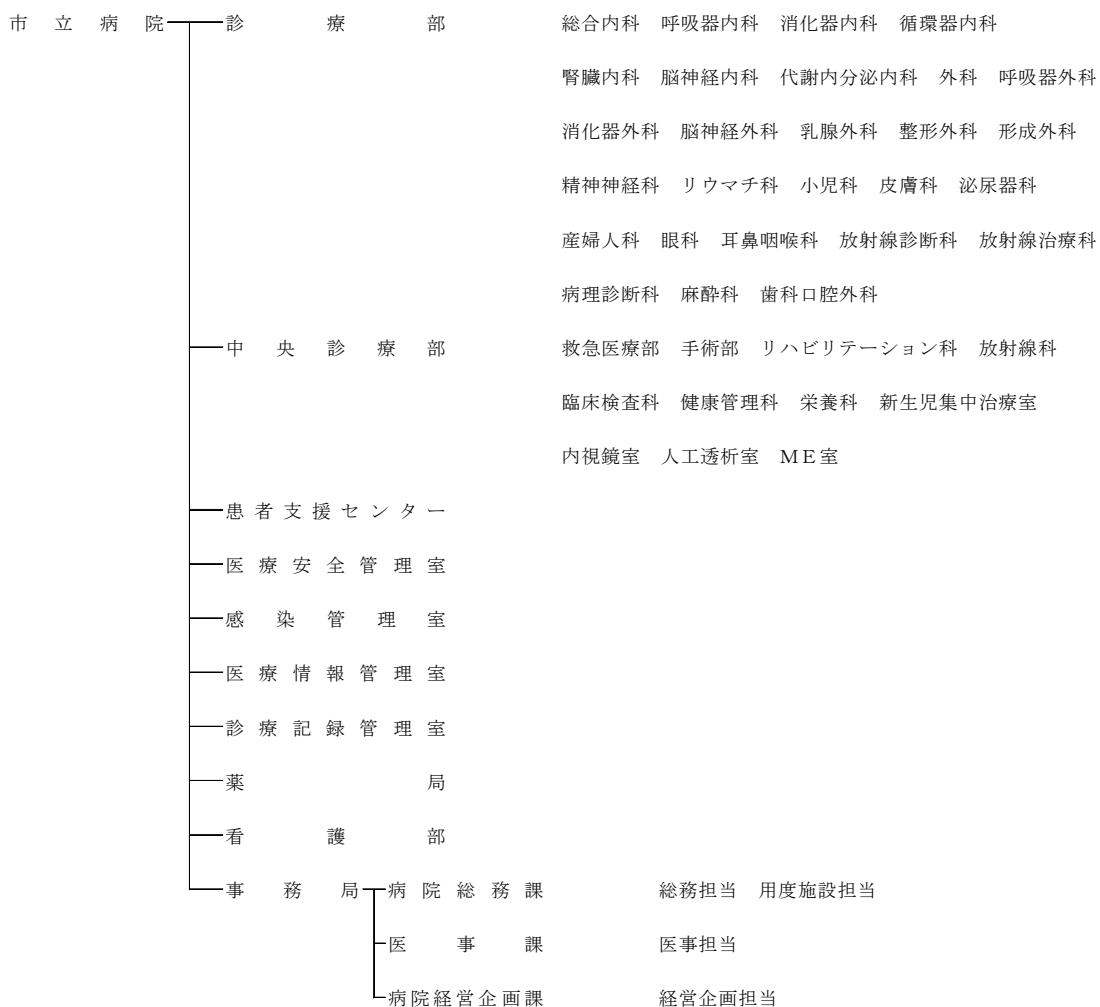 市立病院 診療部 総合内科 呼吸器内科 消化器内科 循環器内科
腎臓内科 脳神経内科 代謝内分泌内科 外科 呼吸器外科
消化器外科 脳神経外科 乳腺外科 整形外科 形成外科
精神神経科 リウマチ科 小児科 皮膚科 泌尿器科
産婦人科 眼科 耳鼻咽喉科 放射線診断科 放射線治療科
病理診断科 麻酔科 歯科口腔外科
中央診療部 救急医療部 手術部 リハビリテーション科 放射線科
臨床検査科 健康管理科 栄養科 新生児集中治療室
内視鏡室 人工透析室 ME室
患者支援センター
医療安全管理室
感染管理室
医療情報管理室
診療記録管理室
薬局
看護部
事務局 病院総務課 総務担当 用度施設担当
医事課 医事担当
病院経営企画課 経営企画担当